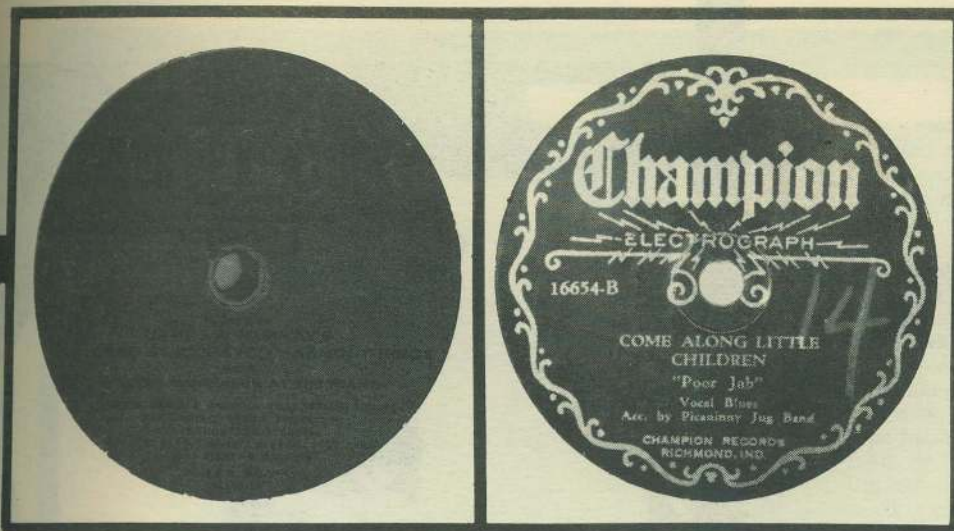 Champion
ELECTROGRAPH
16654-B
14
COME ALONG LITTLE
CHILDREN
"Poor Jab"
Vocal Blues
Acc. by Picaninny Jug Band
CHAMPION RECORDS
RICHMOND, IND.